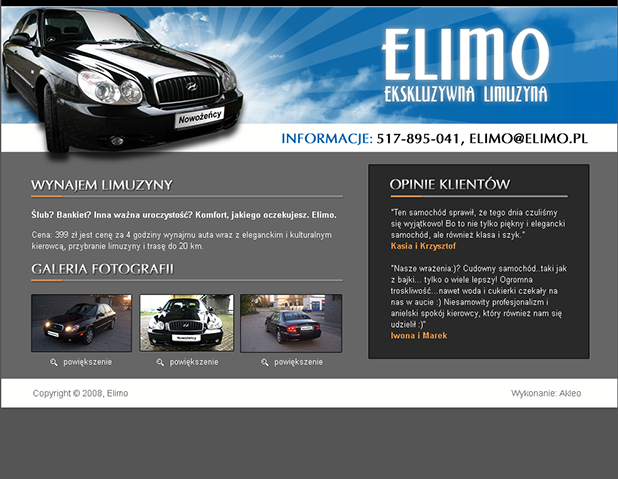 ELIMO
EKSKLUZYWNA LIMUZYNA
Nowożeńcy
INFORMACJE: 517-895-041, ELIMO@ELIMO.PL
WYNAJEM LIMUZYNY
Ślub? Bankiet? Inna ważna uroczystość? Komfort, jakiego oczekujesz. Elimo.
Cena: 399 zł jest cenę za 4 godziny wynajmu auta wraz z eleganckim i kulturalnym
kierowcą, przybranie limuzyny i trasę do 20 km.
GALERIA FOTOGRAFII
Nowożeńcy
powiększenie
powiększenie
powiększenie
OPINIE KLIENTÓW
"Ten samochód sprawił, że tego dnia czuliśmy
się wyjątkowo! Bo to nie tylko piękny i elegancki
samochód, ale również klasa i szyk."
Kasia i Krzysztof
"Nasze wrażenia:)? Cudowny samochód..taki jak
z bajki... tylko o wiele lepszy! Ogromna
troskliwość...nawet woda i cukierki czekały na
nas w aucie :) Niesamowity profesjonalizm i
anielski spokój kierowcy, który również nam się
udzielił :)"
Iwona i Marek
Copyright © 2008, Elimo
Wykonanie: Akleo